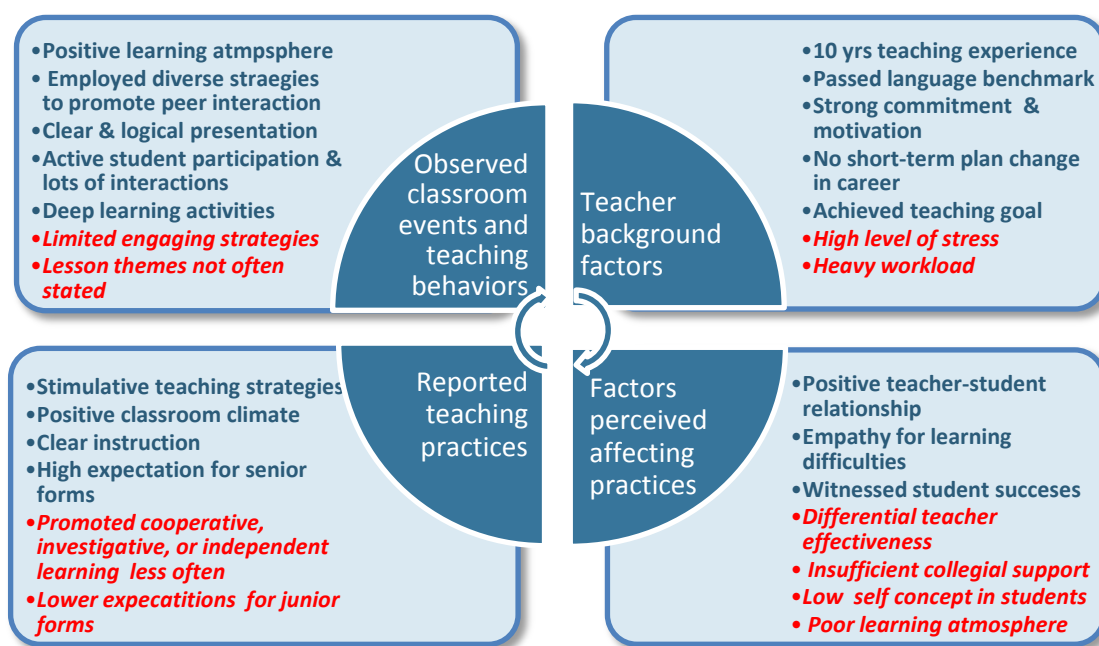 •Positive learning atmpsphere
• Employed diverse straegies
to promote peer interaction
•Clear & logical presentation
•Active student participation &
lots of interactions
•Deep learning activities
•Limited engaging strategies
•Lesson themes not often
stated
Observed
classroom
events and
teaching
behaviors
•10 yrs teaching experience
•Passed language benchmark
•Strong commitment &
motivation
•No short-term plan change
in career
•Achieved teaching goal
•High level of stress
•Heavy workload
Teacher
background
factors
•Stimulative teaching strategies
•Positive classroom climate
•Clear instruction
•High expectation for senior
forms
•Promoted cooperative,
investigative, or independent
learning less often
•Lower expecatitions for junior
forms
Reported
teaching
practices
Factors
perceived
affecting
practices
•Positive teacher-student
relationship
•Empathy for learning
difficulties
•Witnessed student succeses
•Differential teacher
effectiveness
• Insufficient collegial support
•Low self concept in students
• Poor learning atmosphere